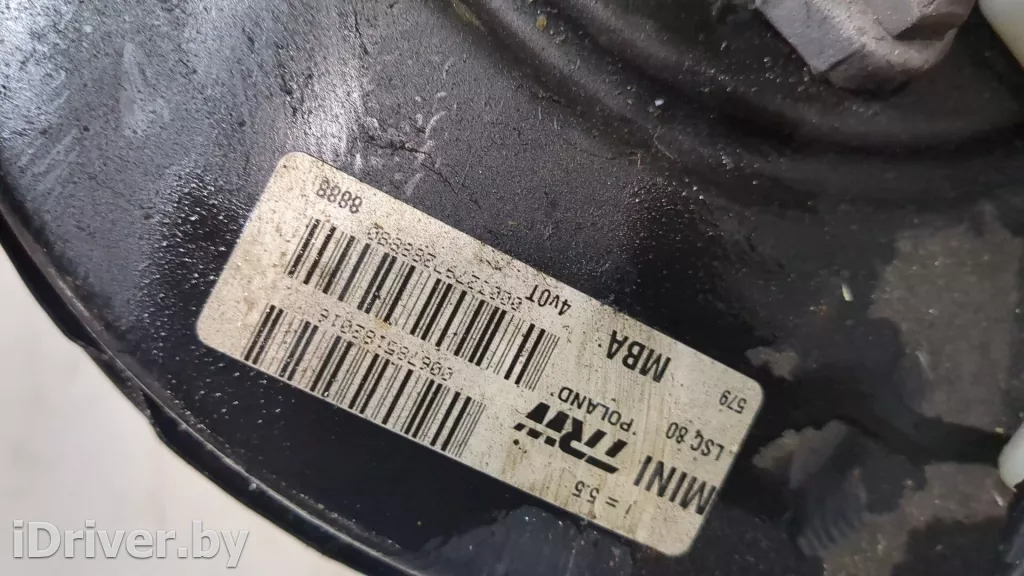 MINI
TRW
i = 5.5
LSC 80
"POLAND"
579
MBA
4V0T
8888
iDriver.by